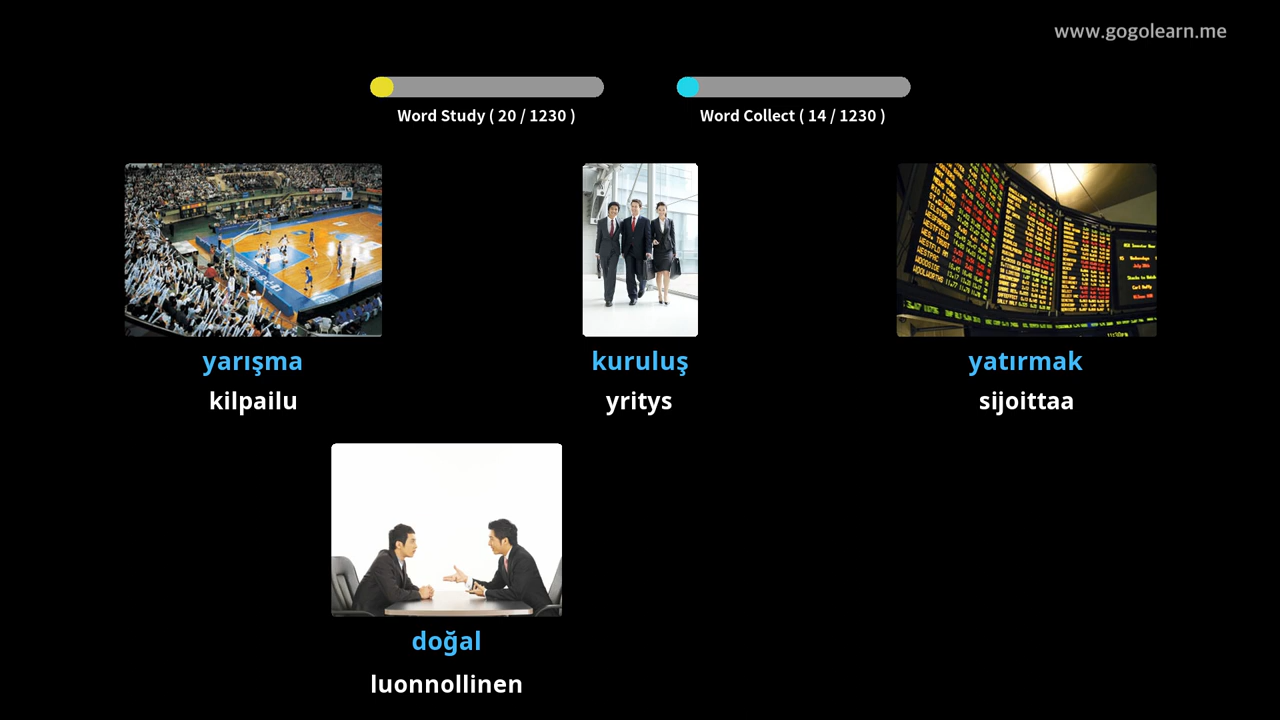 www.gogolearn.me
Word Study ( 20 / 1230 )
Word Collect ( 14 / 1230 )
yarışma
kuruluş
yatırmak
kilpailu
yritys
sijoittaa
doğal
luonnollinen